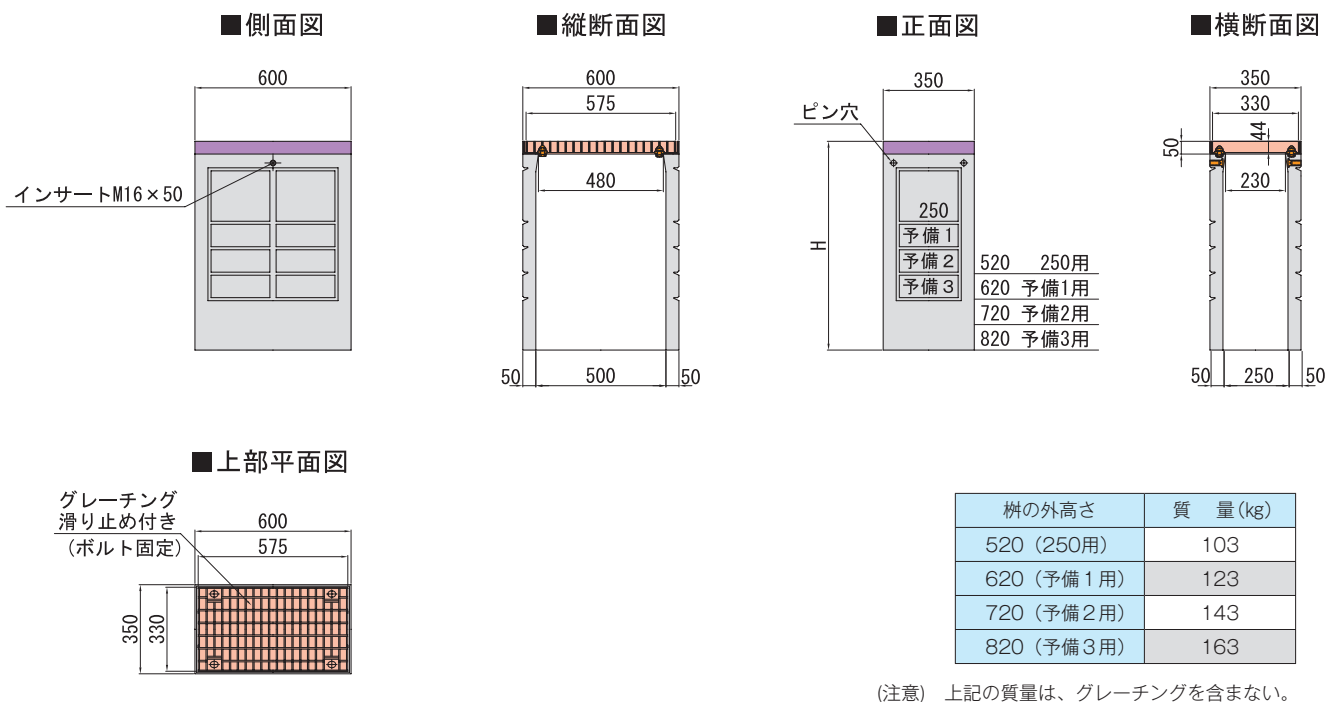 ■側面図
600
インサートM16×50
■縦断面図
600
575
480
50
500
50
■正面図
350
ピン穴
H
250
予備1
予備2
予備3
520 250用
620 予備1用
720 予備2用
820 予備3用
■横断面図
350
330
44
50
230
50
250
50
■上部平面図
グレーチング
滑り止め付き
(ボルト固定)
600
575
350
330
桝の外高さ 質 量(kg)
520(250用) 103
620(予備1用) 123
720(予備2用) 143
820(予備3用) 163
(注意) 上記の質量は、グレーチングを含まない。